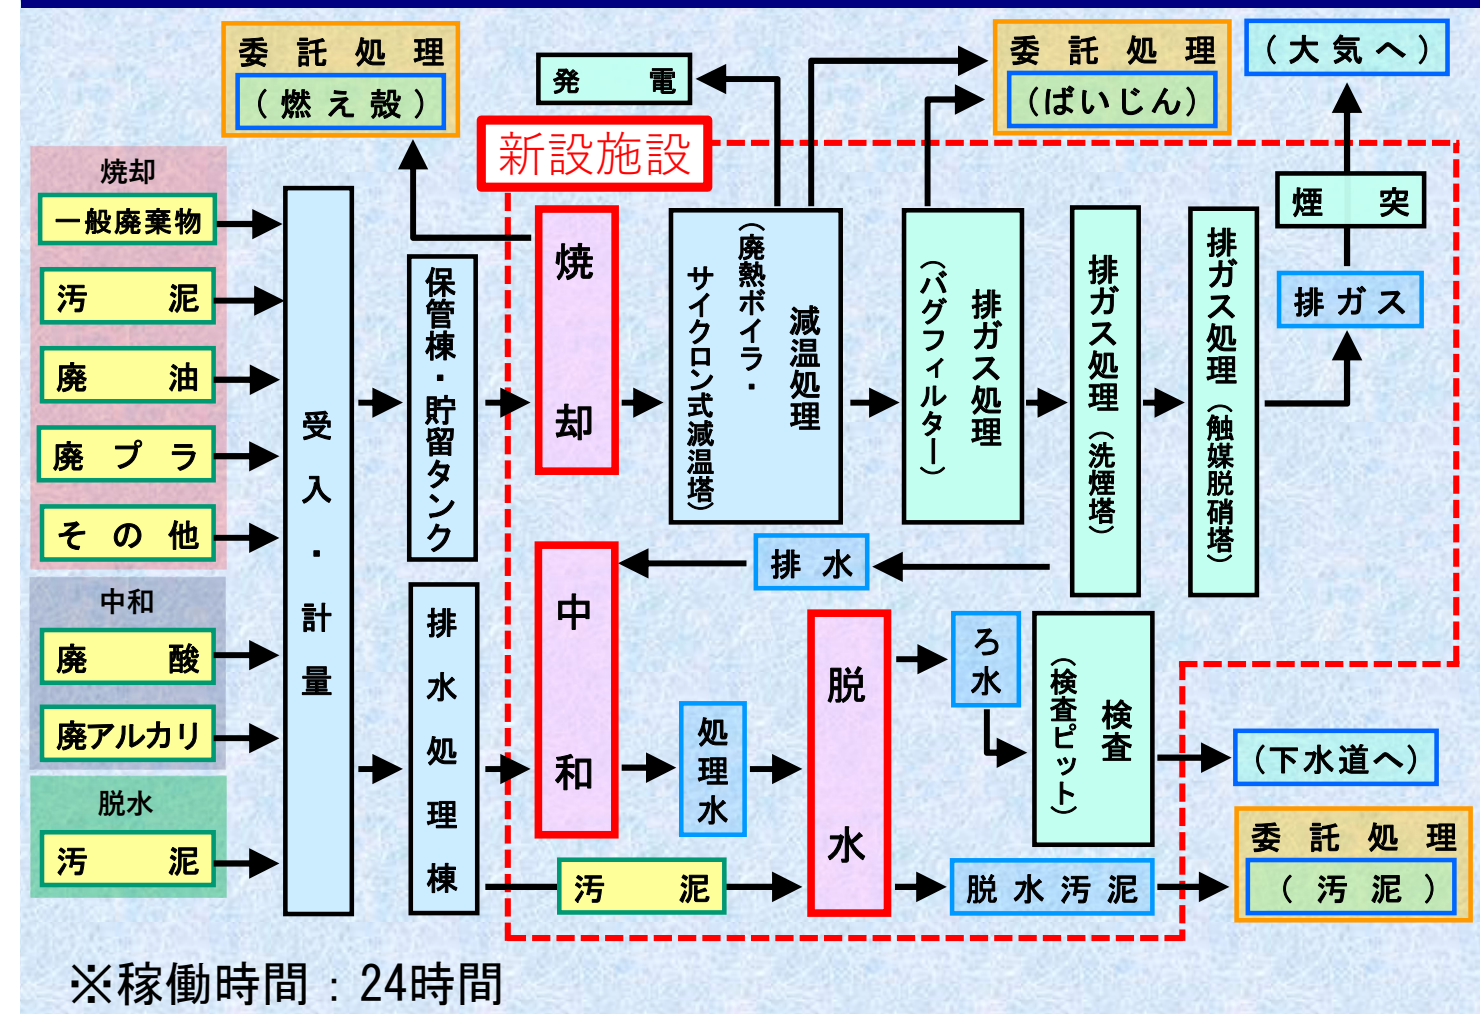 委託処理
(燃え殻)
発電
委託処理
(ばいじん)
(大気へ)
新設施設
焼却
一般廃棄物
汚泥
廃油
廃プラ
その他
中和
廃酸
廃アルカリ
脱水
汚泥
受入・計量
保管棟・貯留タンク
排水処理棟
焼却
減温処理
(廃熱ボイラ・
サイクロン式減温塔)
排ガス処理
(バグフィルター)
排ガス処理(洗煙塔)
排ガス処理(触媒脱硝塔)
煙突
排ガス
排水
中和
処理水
汚泥
脱水
ろ水
検査
(検査ピット)
(下水道へ)
脱水汚泥
委託処理
(汚泥)
※稼働時間：24時間